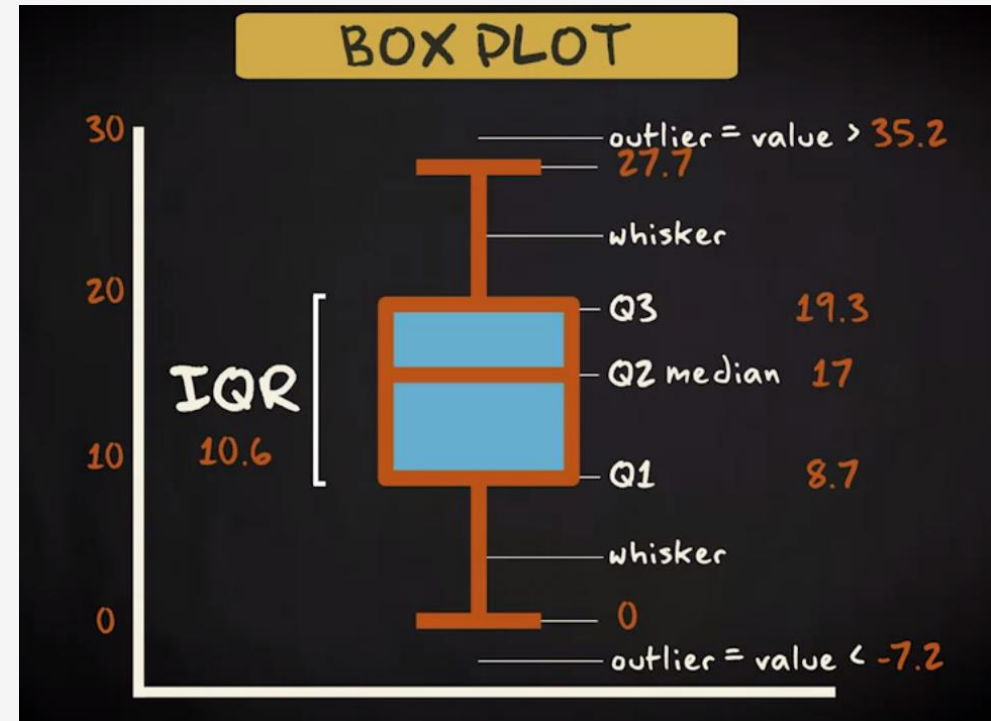 BOX PLOT
30
outlier = value > 35.2
27.7
whisker
20
Q3 19.3
IQR
Q2 median 17
10
10.6
Q1 8.7
whisker
0
0
outlier = value < -7.2